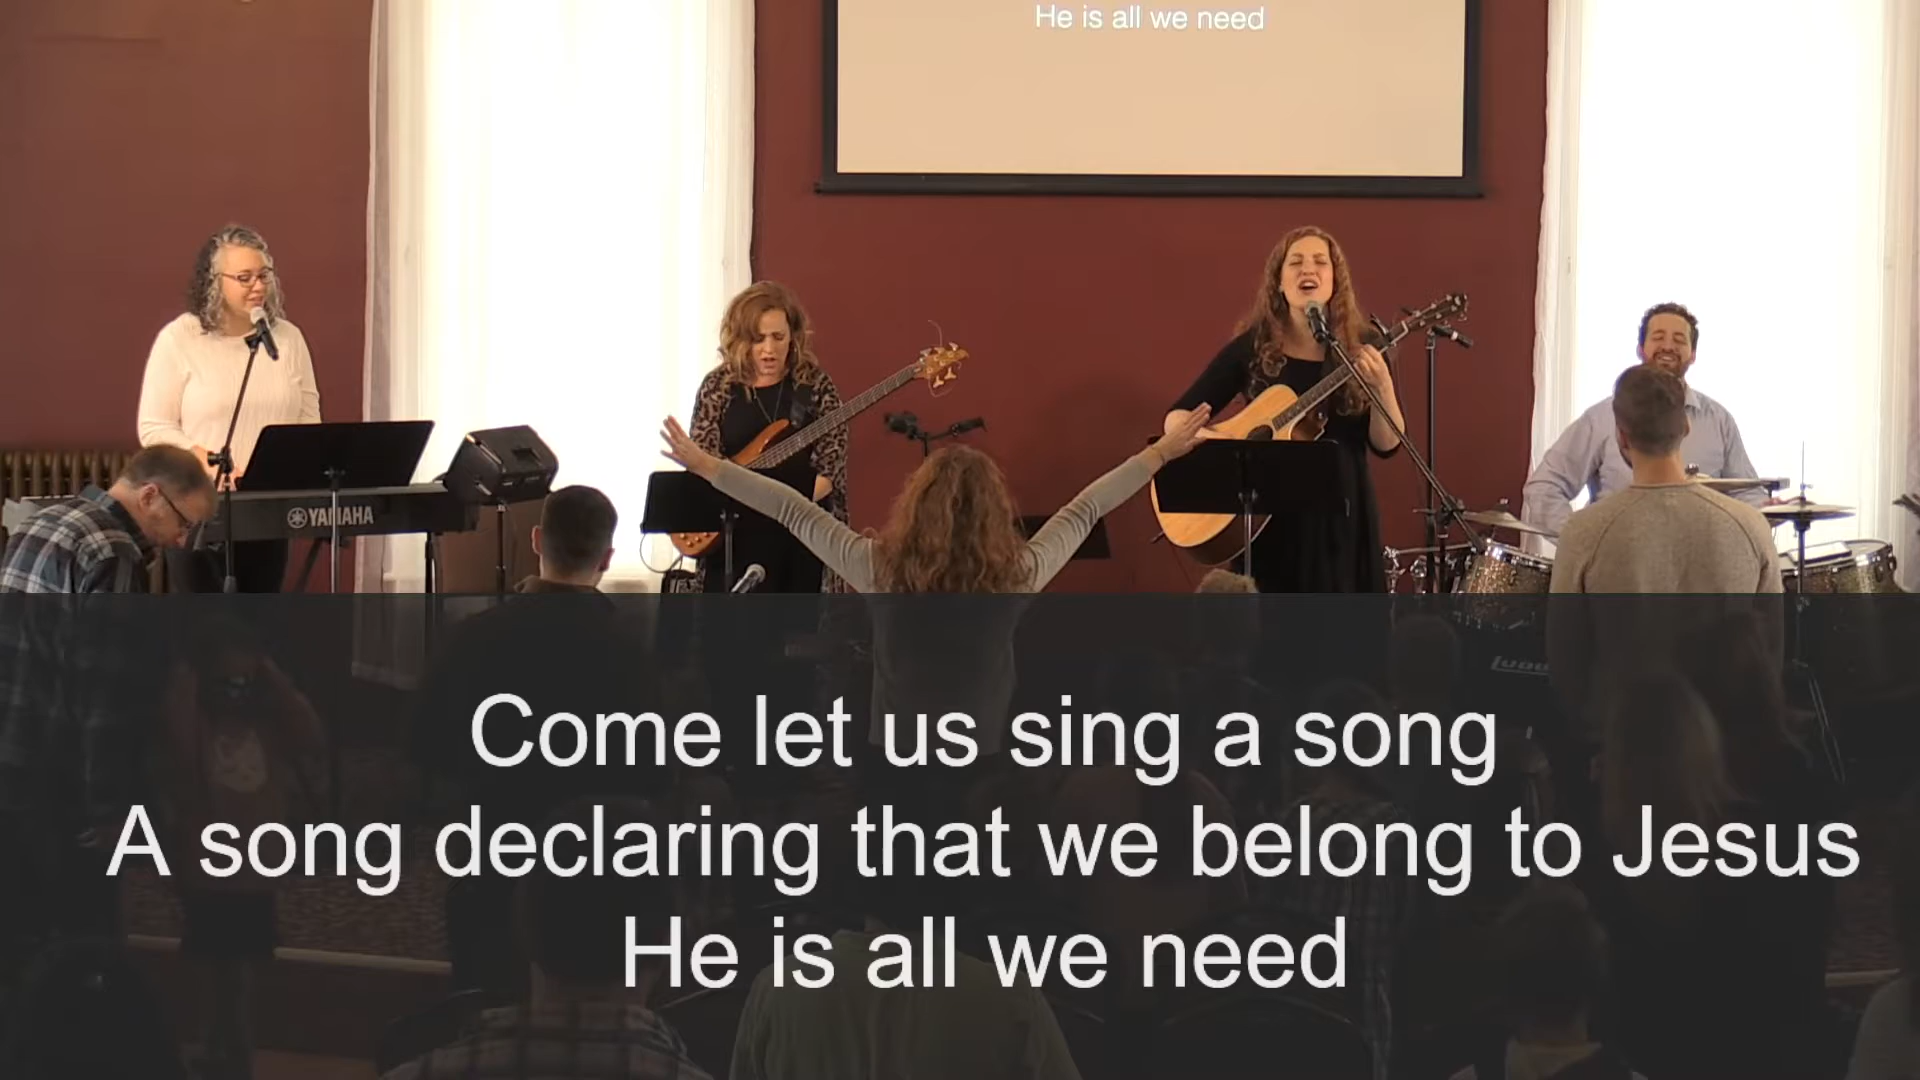 He is all we need
YAMAHA
Ludwig
Come let us sing a song
A song declaring that we belong to Jesus
He is all we need